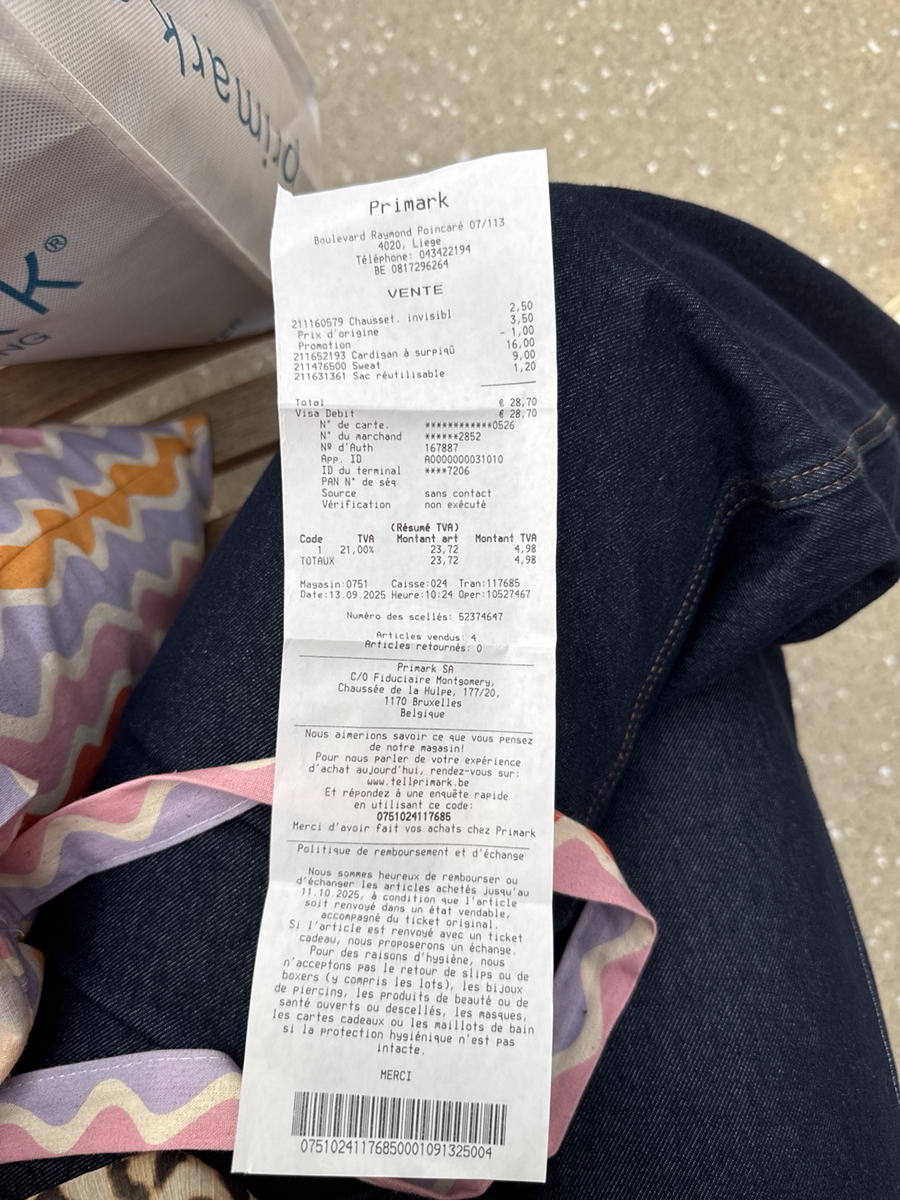 primark
RK®
NG
Primark
Boulevard Raymond Poincaré 07/113
4020, Liege
Téléphone: 043422194
BE 0817296264
VENTE
211160579 Chausset. invisibl 2,50
Prix d'origine 3,50
Promotion - 1,00
211652193 Cardigan à surpiqû 16,00
211476500 Sweat 9,00
211631361 Sac réutilisable 1,20
Total € 28,70
Visa Debit € 28,70
N° de carte. ************0526
N° du marchand ******2852
Nº d'Auth 167887
App. ID A0000000031010
ID du terminal ****7206
PAN N° de séq
Source sans contact
Vérification non exécuté
(Résumé TVA)
Code TVA Montant art Montant TVA
1 21,00% 23,72 4,98
TOTAUX 23,72 4,98
Magasin:0751 Caisse:024 Tran:117685
Date:13.09.2025 Heure:10:24 Oper:10527467
Numéro des scellés: 52374647
Articles vendus: 4
Articles retournés: 0
Primark SA
C/O Fiduciaire Montgomery,
Chaussée de la Hulpe, 177/20,
1170 Bruxelles
Belgique
Nous aimerions savoir ce que vous pensez
de notre magasin!
Pour nous parler de votre expérience
d'achat aujourd'hui, rendez-vous sur:
www.tellprimark.be
Et répondez à une enquête rapide
en utilisant ce code:
0751024117685
Merci d'avoir fait vos achats chez Primark
Politique de remboursement et d'échange
Nous sommes heureux de rembourser ou
d'échanger les articles achetés jusqu'au
11.10.2025, à condition que l'article
soit renvoyé dans un état vendable,
accompagné du ticket original.
Si l'article est renvoyé avec un ticket
cadeau, nous proposerons un échange.
Pour des raisons d'hygiène, nous
n'acceptons pas le retour de slips ou de
boxers (y compris les lots), les bijoux
de piercing, les produits de beauté ou de
santé ouverts ou descellés, les masques,
les cartes cadeaux ou les maillots de bain
si la protection hygiénique n'est pas
intacte.
MERCI
07510241176850001091325004